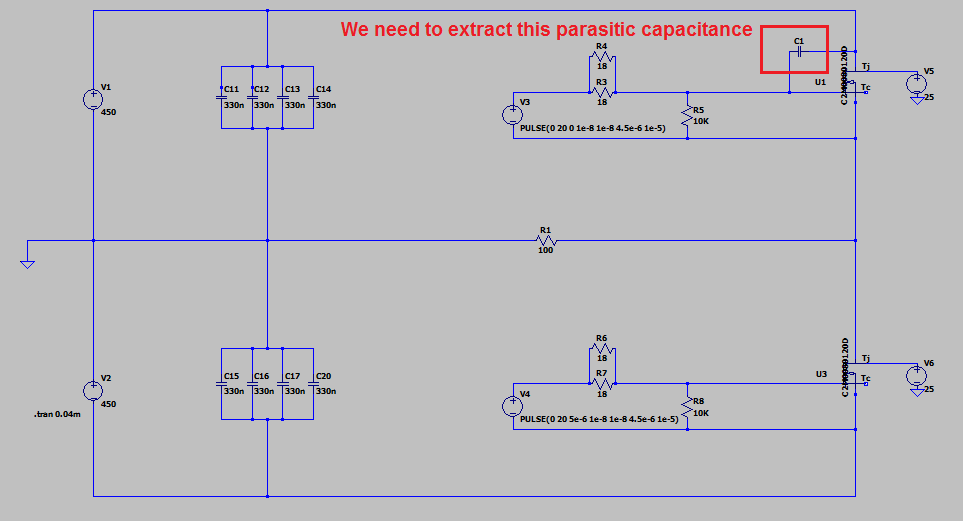 We need to extract this parasitic capacitance
C1
R4
18
R3
18
U1
C2M0080120D
Tj
Tc
V5
25
V1
450
C11
330n
C12
330n
C13
330n
C14
330n
V3
PULSE(0 20 0 1e-8 1e-8 4.5e-6 1e-5)
R5
10K
R1
100
R6
18
R7
18
U3
C2M0080120D
Tj
Tc
V6
25
C15
330n
C16
330n
C17
330n
C20
330n
V2
450
.tran 0.04m
V4
PULSE(0 20 5e-6 1e-8 1e-8 4.5e-6 1e-5)
R8
10K